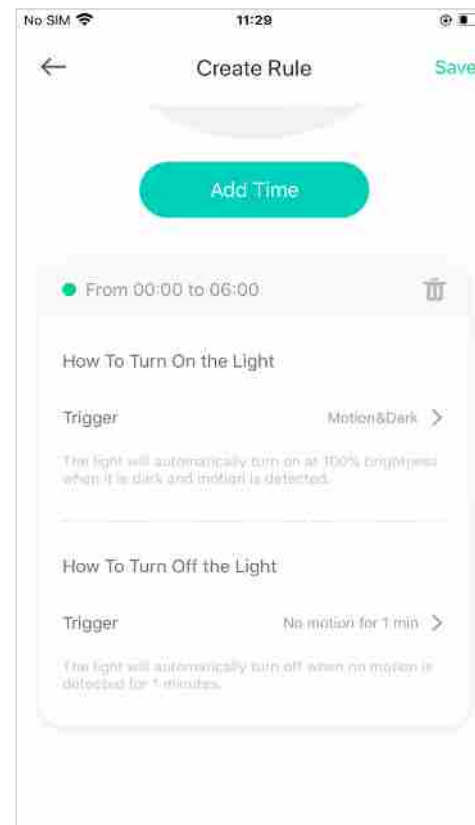 No SIM 11:29
Create Rule Save
Add Time
From 00:00 to 06:00
How To Turn On the Light
Trigger Motion&Dark
The light will automatically turn on at 100% brightness
when it is dark and motion is detected.
How To Turn Off the Light
Trigger No motion for 1 min
The light will automatically turn off when no motion is
detected for 1 minutes.